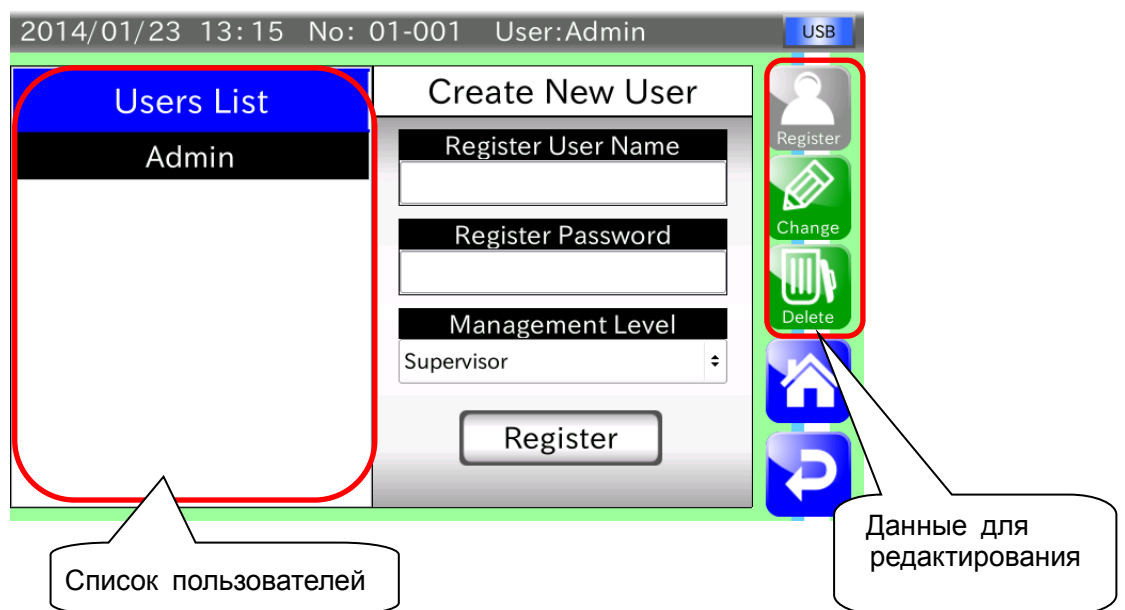 2014/01/23 13:15 No: 01-001 User:Admin
USB
Users List
Admin
Create New User
Register User Name
Register Password
Management Level
Supervisor
Register
Register
Change
Delete
Список пользователей
Данные для
редактирования